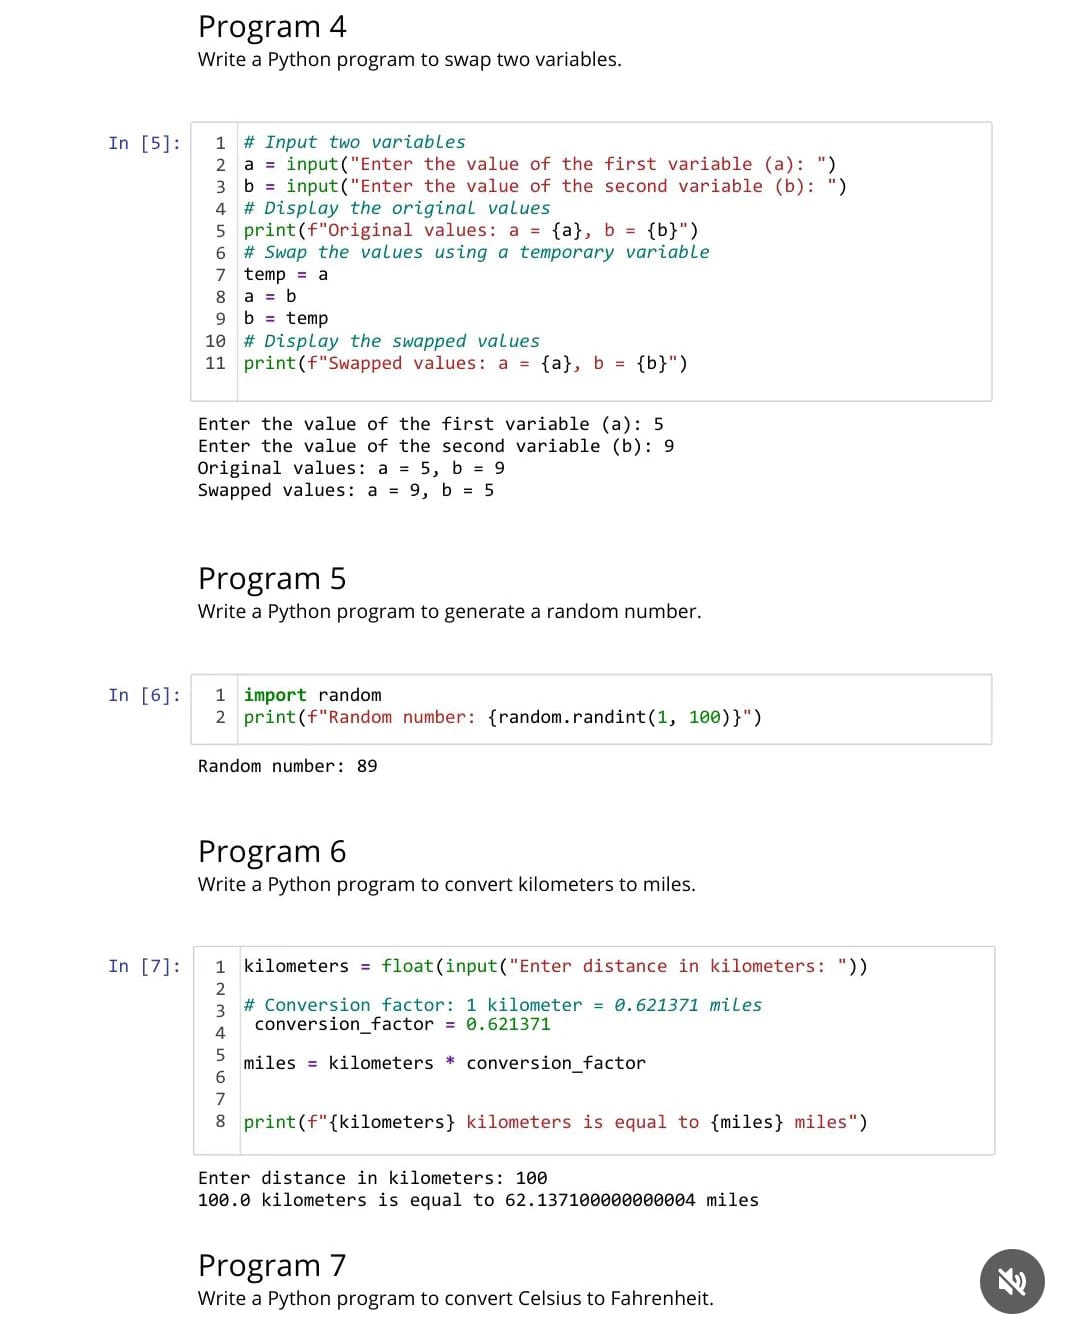 Program 4
Write a Python program to swap two variables.
In [5]:
1 # Input two variables
2 a = input("Enter the value of the first variable (a): ")
3 b = input("Enter the value of the second variable (b): ")
4 # Display the original values
5 print(f"Original values: a = {a}, b = {b}")
6 # Swap the values using a temporary variable
7 temp = a
8 a = b
9 b = temp
10 # Display the swapped values
11 print(f"Swapped values: a = {a}, b = {b}")
Enter the value of the first variable (a): 5
Enter the value of the second variable (b): 9
Original values: a = 5, b = 9
Swapped values: a = 9, b = 5
Program 5
Write a Python program to generate a random number.
In [6]:
1 import random
2 print(f"Random number: {random.randint(1, 100)}")
Random number: 89
Program 6
Write a Python program to convert kilometers to miles.
In [7]:
1 kilometers = float(input("Enter distance in kilometers: "))
2
3 # Conversion factor: 1 kilometer = 0.621371 miles
4 conversion_factor = 0.621371
5 miles = kilometers * conversion_factor
6
7
8 print(f"{kilometers} kilometers is equal to {miles} miles")
Enter distance in kilometers: 100
100.0 kilometers is equal to 62.137100000000004 miles
Program 7
Write a Python program to convert Celsius to Fahrenheit.